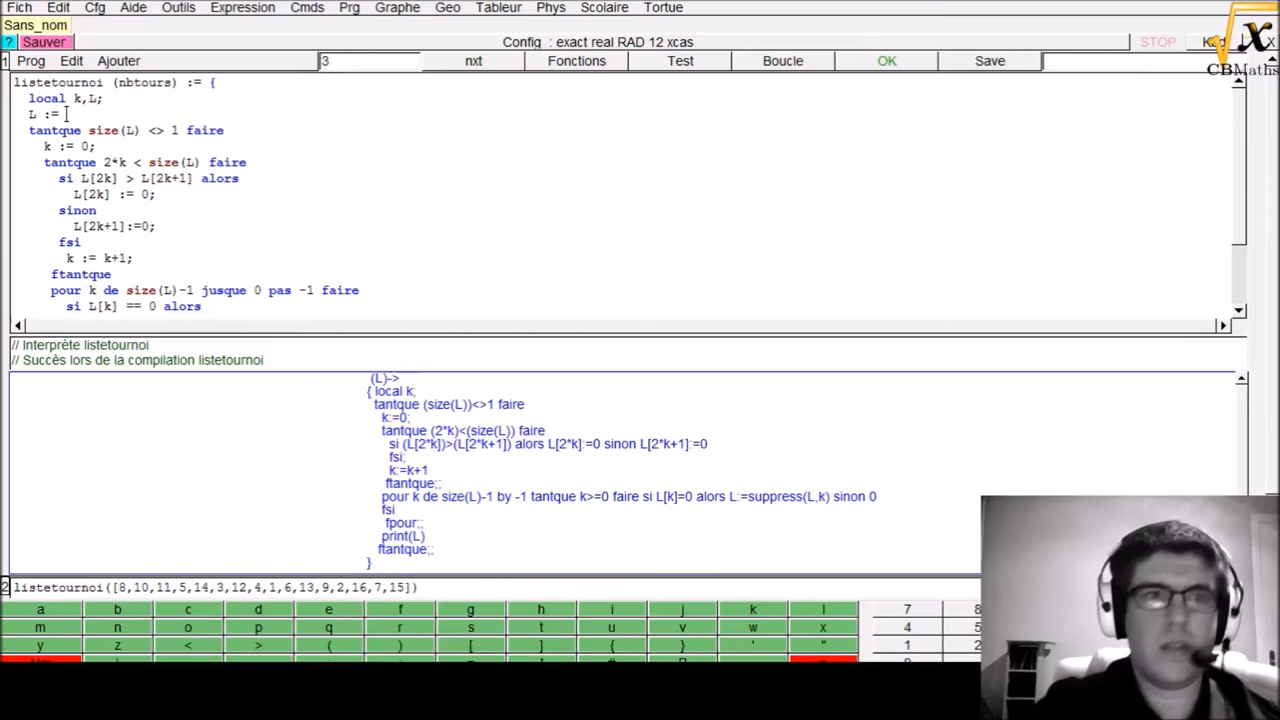 Fich Edit Cfg Aide Outils Expression Cmds Prg Graphe Geo Tableur Phys Scolaire Tortue
Sans_nom
? Sauver Config : exact real RAD 12 xcas STOP X
CBMaths
1 Prog Edit Ajouter 3 nxt Fonctions Test Boucle OK Save
listetournoi (nbtours) := {
local k,L;
L :=
tantque size(L) <> 1 faire
k := 0;
tantque 2*k < size(L) faire
si L[2k] > L[2k+1] alors
L[2k] := 0;
sinon
L[2k+1]:=0;
fsi
k := k+1;
ftantque
pour k de size(L)-1 jusque 0 pas -1 faire
si L[k] == 0 alors
// Interprète listetournoi
// Succès lors de la compilation listetournoi
(L)->
{ local k;
tantque (size(L))<>1 faire
k:=0;
tantque (2*k)<(size(L)) faire
si (L[2*k])>(L[2*k+1]) alors L[2*k]:=0 sinon L[2*k+1]:=0
fsi;
k:=k+1
ftantque;;
pour k de size(L)-1 by -1 tantque k>=0 faire si L[k]=0 alors L:=suppress(L,k) sinon 0
fsi
fpour;;
print(L)
ftantque;;
}
2 listetournoi([8,10,11,5,14,3,12,4,1,6,13,9,2,16,7,15])
a b c d e f g h i j k l 7 8
m n o p q r s t u v w x 4 5
y z < > ( ) [ ] { } ' " 1 2